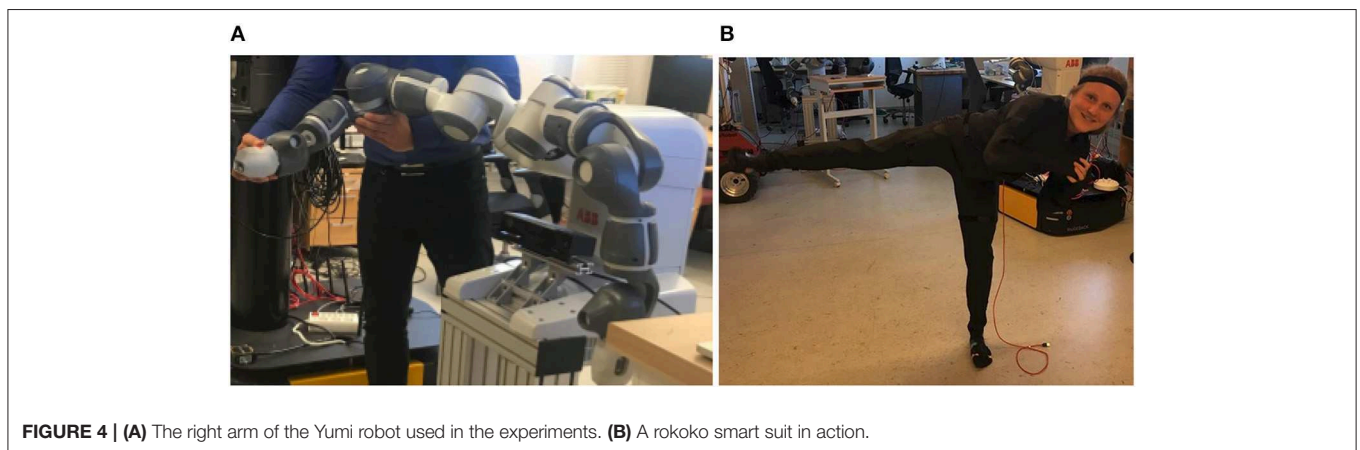 A
B
ABB
ABB
FIGURE 4 | (A) The right arm of the Yumi robot used in the experiments. (B) A rokoko smart suit in action.